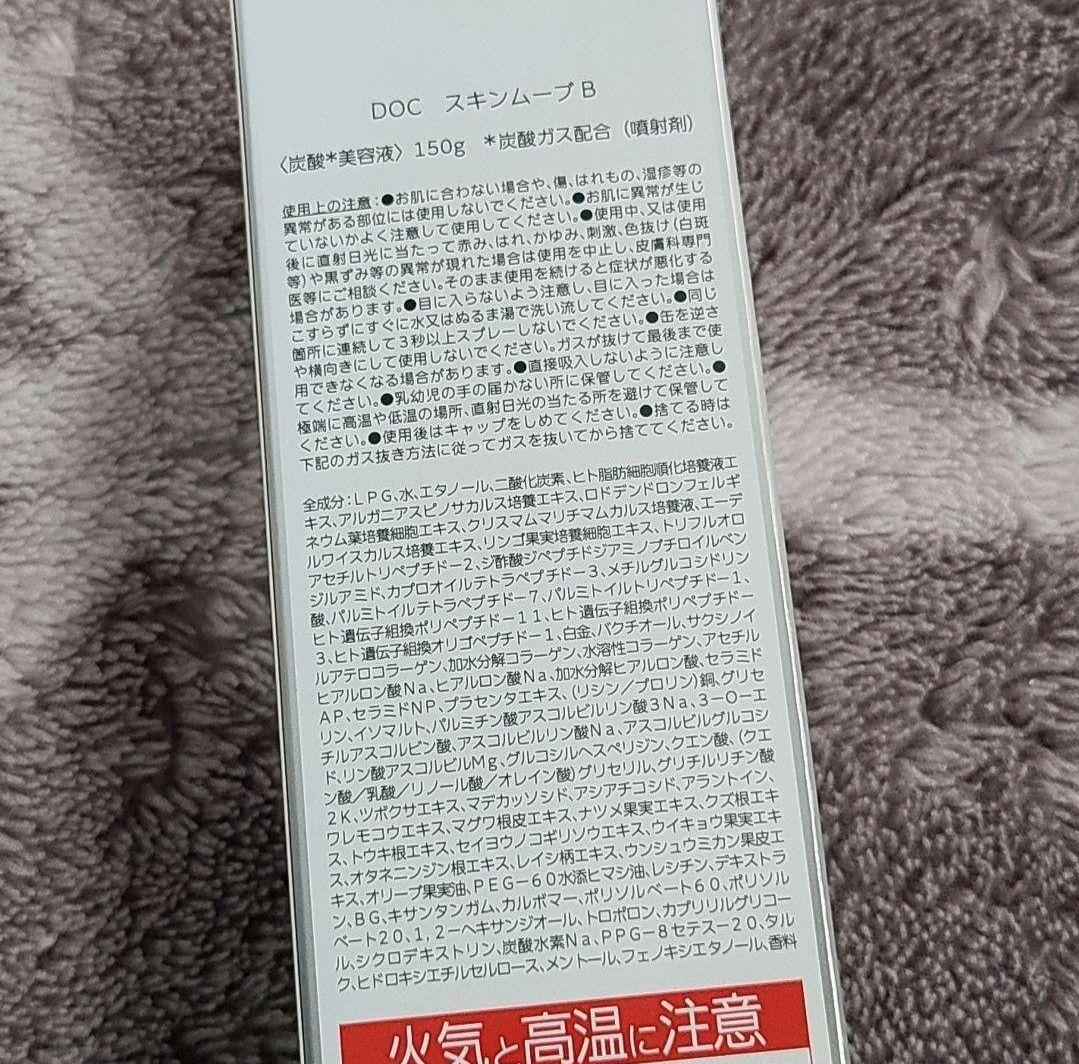 DOC　スキンムーブ B
〈炭酸*美容液〉150g　*炭酸ガス配合（噴射剤）
使用上の注意：●お肌に合わない場合や、傷、はれもの、湿疹等の
異常がある部位には使用しないでください。●お肌に異常が生じ
ていないかよく注意して使用してください。●使用中、又は使用
後に直射日光に当たって赤み、はれ、かゆみ、刺激、色抜け（白斑
等）や黒ずみ等の異常が現れた場合は使用を中止し、皮膚科専門
医等にご相談ください。そのまま使用を続けると症状が悪化する
場合があります。●目に入らないよう注意し、目に入った場合は
こすらずにすぐに水又はぬるま湯で洗い流してください。●同じ
箇所に連続して３秒以上スプレーしないでください。●缶を逆さ
や横向きにして使用しないでください。ガスが抜けて最後まで使
用できなくなる場合があります。●直接吸入しないように注意し
てください。●乳幼児の手の届かない所に保管してください。●
極端に高温や低温の場所、直射日光の当たる所を避けて保管して
ください。●使用後はキャップをしめてください。●捨てる時は
下記のガス抜き方法に従ってガスを抜いてから捨ててください。
全成分：ＬＰＧ、水、エタノール、二酸化炭素、ヒト脂肪細胞順化培養液エ
キス、アルガニアスピノサカルス培養エキス、ロドデンドロンフェルギ
ネウム葉培養細胞エキス、クリスマムマリチマムカルス培養液、エーデ
ルワイスカルス培養エキス、リンゴ果実培養細胞エキス、トリフルオロ
アセチルトリペプチド－２、ジ酢酸ジペプチドジアミノブチロイルベン
ジルアミド、カプロオイルテトラペプチド－３、メチルグルコシドリン
酸、パルミトイルテトラペプチド－７、パルミトイルトリペプチド－１、
ヒト遺伝子組換ポリペプチド－１１、ヒト遺伝子組換ポリペプチド－
３、ヒト遺伝子組換オリゴペプチド－１、白金、バクチオール、サクシノイ
ルアテロコラーゲン、加水分解コラーゲン、水溶性コラーゲン、アセチル
ヒアルロン酸Ｎａ、ヒアルロン酸Ｎａ、加水分解ヒアルロン酸、セラミド
ＡＰ、セラミドＮＰ、プラセンタエキス、（リシン／プロリン）銅、グリセ
リン、イソマルト、パルミチン酸アスコルビルリン酸３Ｎａ、３－Ｏ－エ
チルアスコルビン酸、アスコルビルリン酸Ｎａ、アスコルビルグルコシ
ド、リン酸アスコルビルＭｇ、グルコシルヘスペリジン、クエン酸、（クエ
ン酸／乳酸／リノール酸／オレイン酸）グリセリル、グリチルリチン酸
２Ｋ、ツボクサエキス、マデカッソシド、アシアチコシド、アラントイン、
ワレモコウエキス、マグワ根皮エキス、ナツメ果実エキス、クズ根エキ
ス、トウキ根エキス、セイヨウノコギリソウエキス、ウイキョウ果実エキ
ス、オタネニンジン根エキス、レイシ柄エキス、ウンシュウミカン果皮エ
キス、オリーブ果実油、ＰＥＧ－６０水添ヒマシ油、レシチン、デキストラ
ン、ＢＧ、キサンタンガム、カルボマー、ポリソルベート６０、ポリソル
ベート２０、１，２－ヘキサンジオール、トロポロン、カプリリルグリコー
ル、シクロデキストリン、炭酸水素Ｎａ、ＰＰＧ－８セテス－２０、タル
ク、ヒドロキシエチルセルロース、メントール、フェノキシエタノール、香料
火気と高温に注意